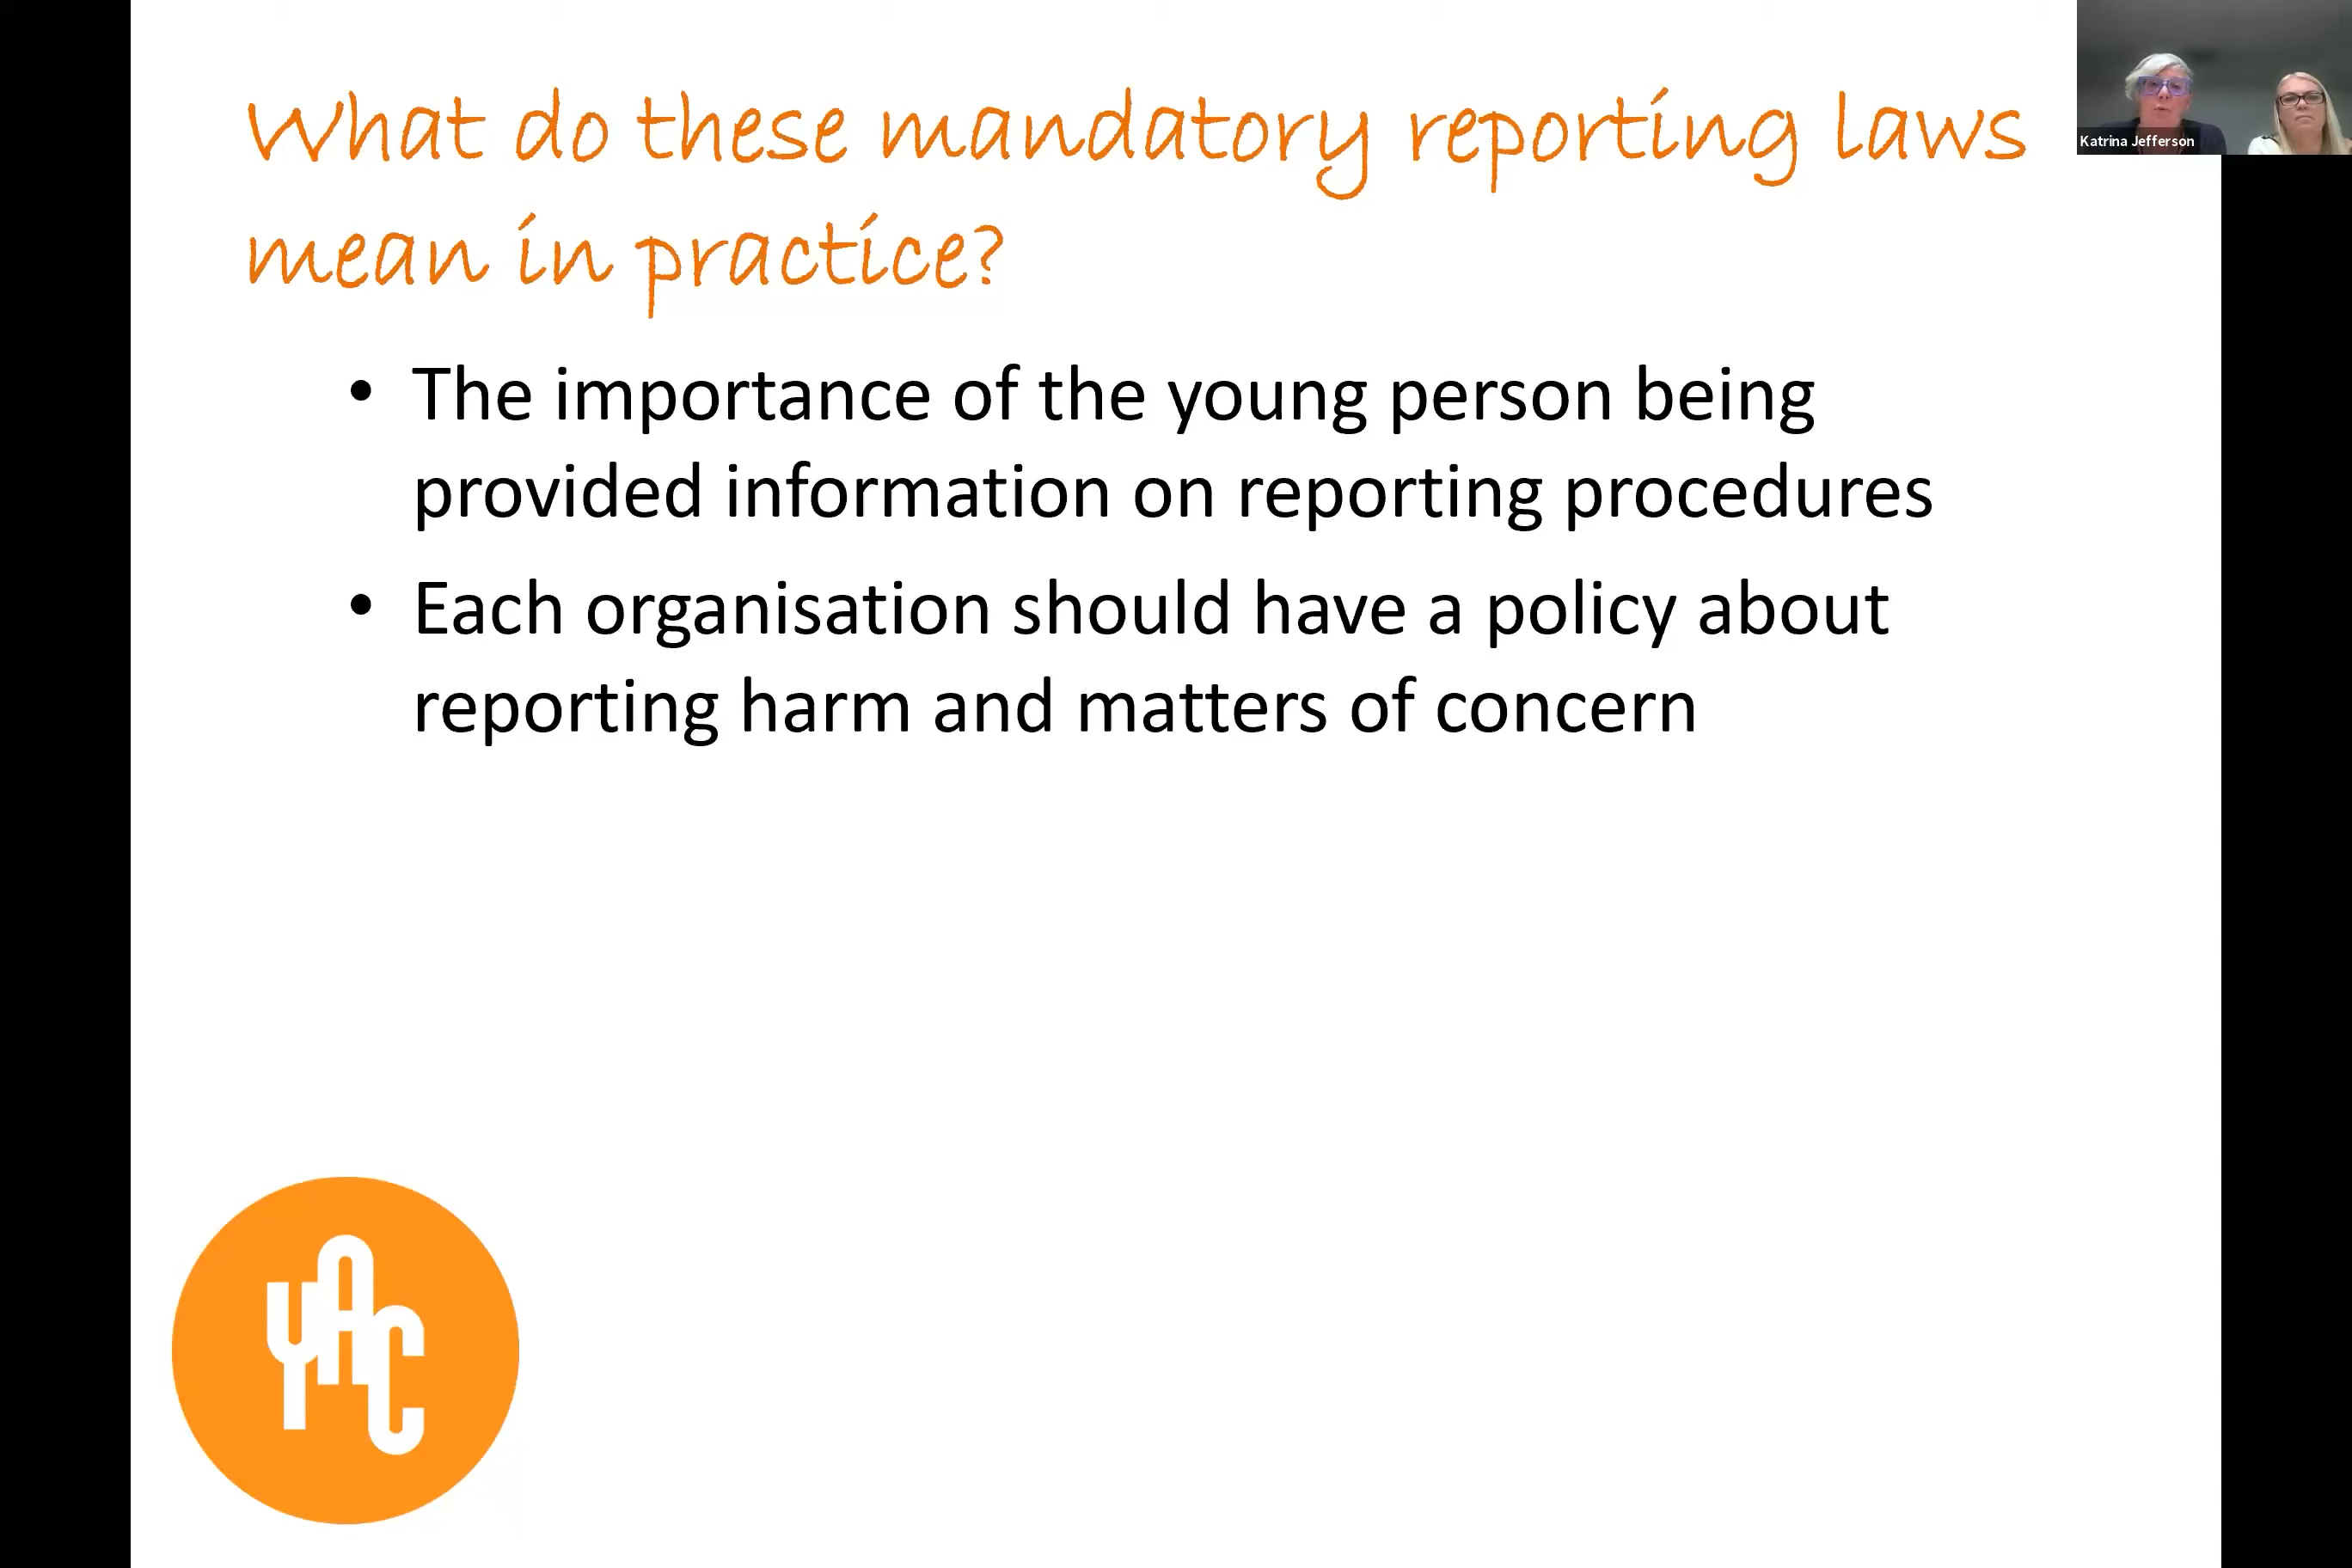 What do these mandatory reporting laws
mean in practice?
• The importance of the young person being
provided information on reporting procedures
• Each organisation should have a policy about
reporting harm and matters of concern
Katrina Jefferson
YAC